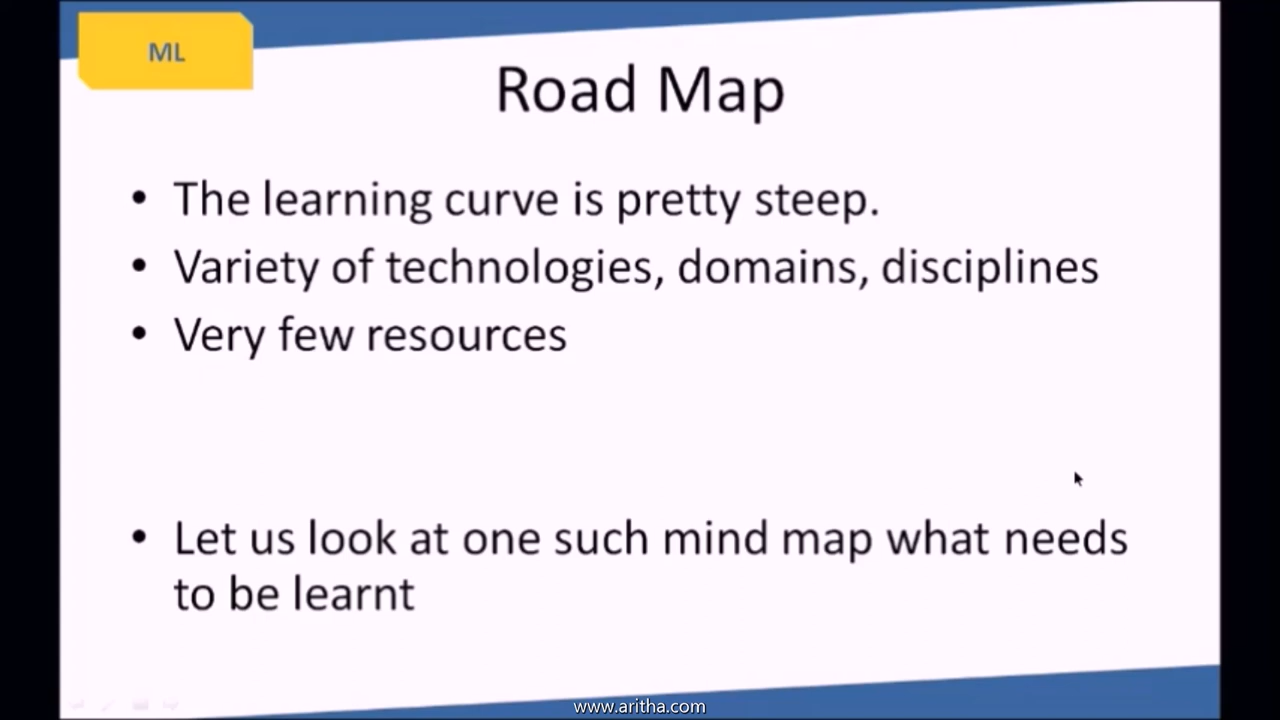 ML
Road Map
• The learning curve is pretty steep.
• Variety of technologies, domains, disciplines
• Very few resources
• Let us look at one such mind map what needs
to be learnt
www.aritha.com